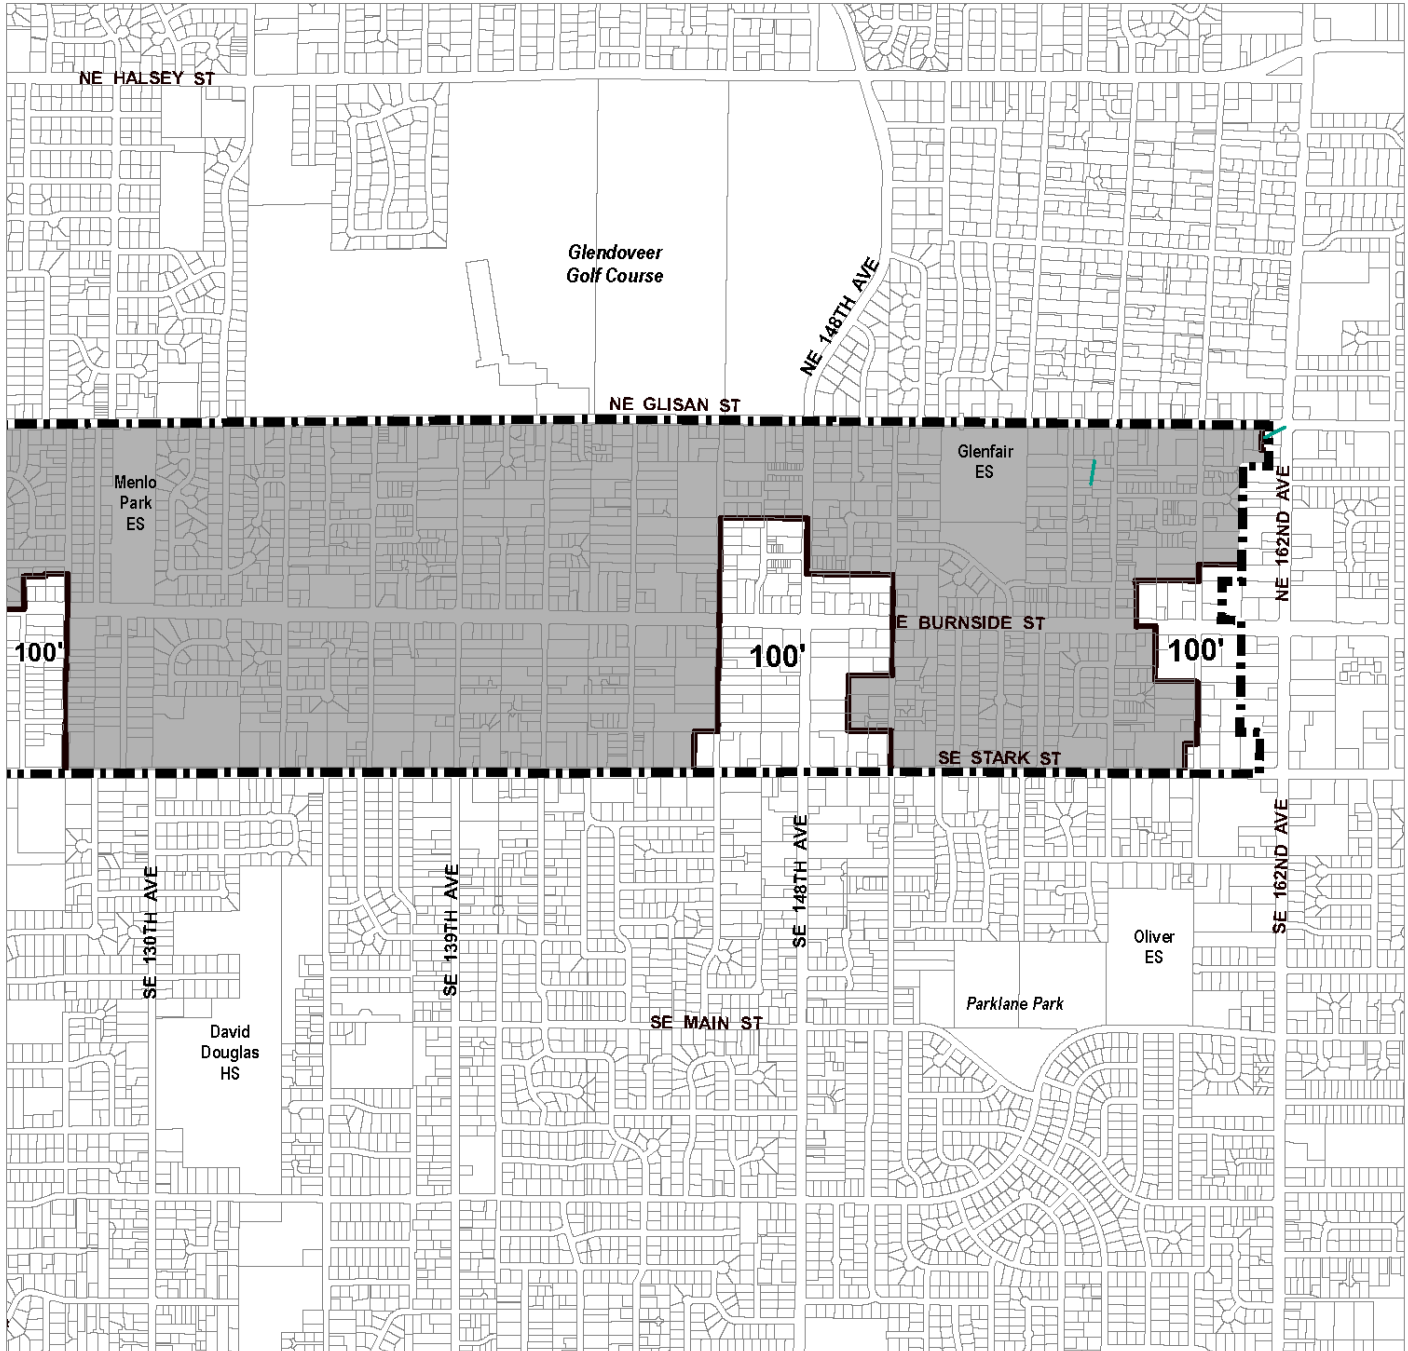 NE HALSEY ST
Glendoveer
Golf Course
NE 148TH AVE
NE GLISAN ST
Glenfair
ES
Menlo
Park
ES
NE 162ND AVE
E BURNSIDE ST
100'
100'
100'
SE STARK ST
SE 130TH AVE
SE 139TH AVE
SE 148TH AVE
SE 162ND AVE
Oliver
ES
Parklane Park
SE MAIN ST
David
Douglas
HS